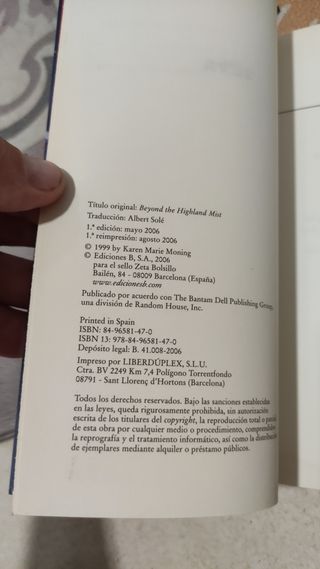 Título original: Beyond the Highland Mist
Traducción: Albert Solé
1.ª edición: mayo 2006
1.ª reimpresión: agosto 2006
© 1999 by Karen Marie Moning
© Ediciones B, S.A., 2006
para el sello Zeta Bolsillo
Bailén, 84 - 08009 Barcelona (España)
www.edicionesb.com
Publicado por acuerdo con The Bantam Dell Publishing Group,
una división de Random House, Inc.
Printed in Spain
ISBN: 84-96581-47-0
ISBN 13: 978-84-96581-47-0
Depósito legal: B. 41.008-2006
Impreso por LIBERDÚPLEX, S.L.U.
Ctra. BV 2249 Km 7,4 Polígono Torrentfondo
08791 - Sant Llorenç d'Hortons (Barcelona)
Todos los derechos reservados. Bajo las sanciones establecidas
en las leyes, queda rigurosamente prohibida, sin autorización
escrita de los titulares del copyright, la reproducción total o parcial
de esta obra por cualquier medio o procedimiento, comprendidos
la reprografía y el tratamiento informático, así como la distribución
de ejemplares mediante alquiler o préstamo públicos.